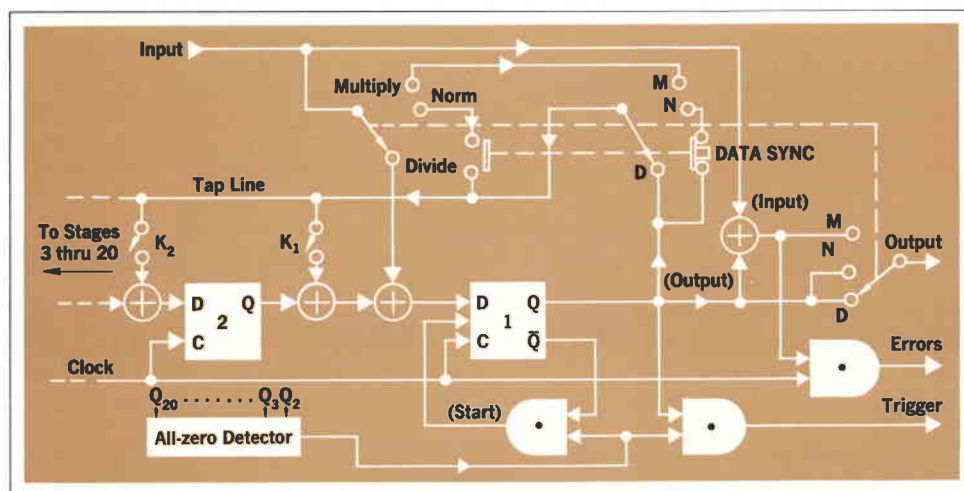 Input
Multiply
Norm
M
N
Divide
D
DATA SYNC
Tap Line
(Input)
To Stages
3 thru 20
K2
K1
M
N
Output
(Output)
D
D Q
2
C
D Q
1
C Q̅
Clock
Errors
Q20 ........ Q3 Q2
(Start)
Trigger
All-zero Detector